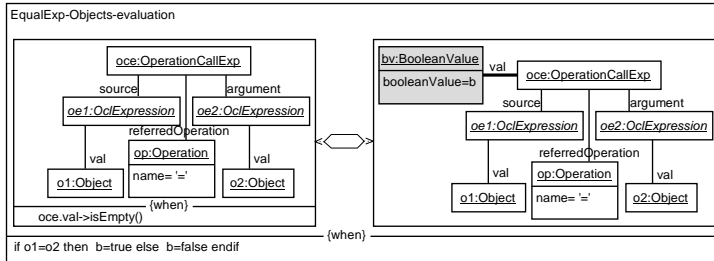 EqualExp-Objects-evaluation
oce:OperationCallExp
source
argument
oe1:OclExpression
oe2:OclExpression
referredOperation
val
op:Operation
val
name= '='
o1:Object
o2:Object
{when}
oce.val->isEmpty()
bv:BooleanValue
val
booleanValue=b
oce:OperationCallExp
source
argument
oe1:OclExpression
oe2:OclExpression
referredOperation
val
op:Operation
val
name= '='
o1:Object
o2:Object
{when}
if o1=o2 then b=true else b=false endif